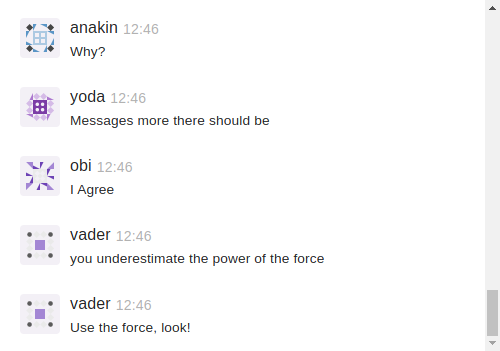 anakin 12:46
Why?
yoda 12:46
Messages more there should be
obi 12:46
I Agree
vader 12:46
you underestimate the power of the force
vader 12:46
Use the force, look!